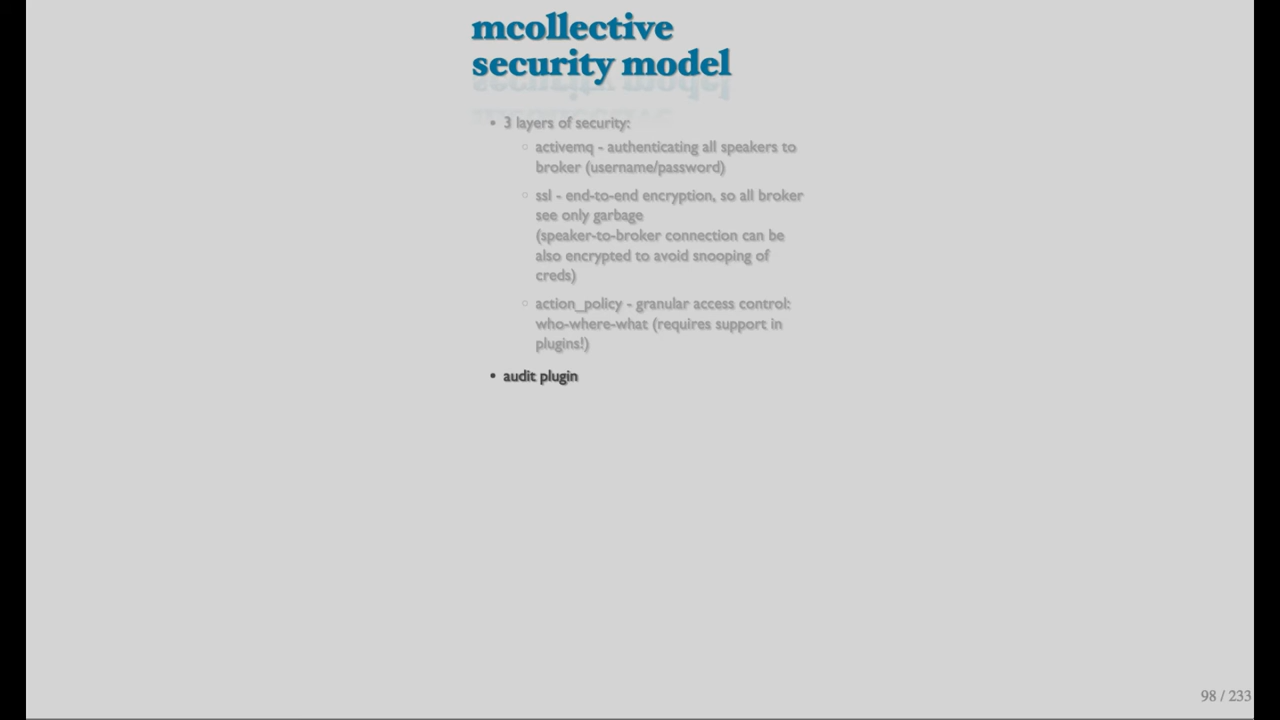 mcollective
security model
• 3 layers of security:
○ activemq - authenticating all speakers to
broker (username/password)
○ ssl - end-to-end encryption, so all broker
see only garbage
(speaker-to-broker connection can be
also encrypted to avoid snooping of
creds)
○ action_policy - granular access control:
who-where-what (requires support in
plugins!)
• audit plugin
98 / 233